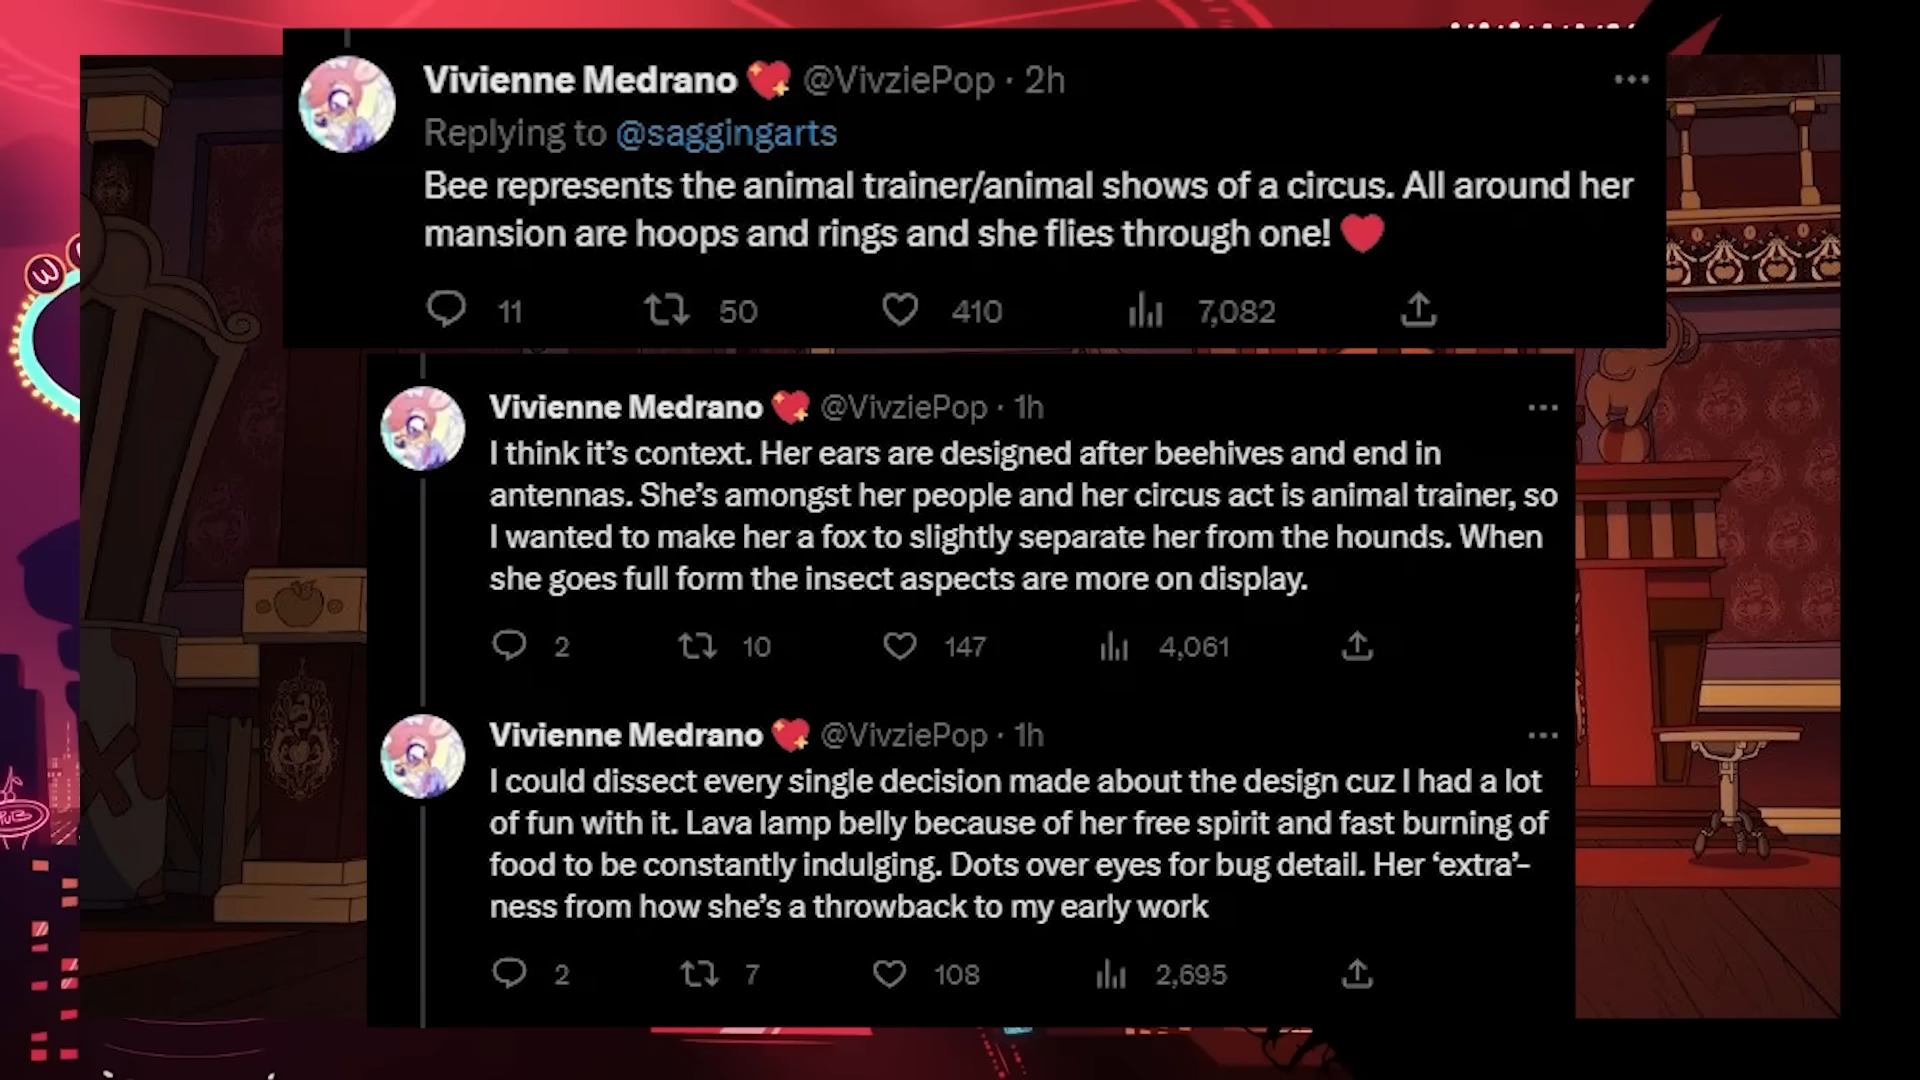 Vivienne Medrano 💖 @VivziePop · 2h
Replying to @saggingarts
Bee represents the animal trainer/animal shows of a circus. All around her
mansion are hoops and rings and she flies through one! ❤️
11 50 410 7,082
Vivienne Medrano 💖 @VivziePop · 1h
I think it’s context. Her ears are designed after beehives and end in
antennas. She’s amongst her people and her circus act is animal trainer, so
I wanted to make her a fox to slightly separate her from the hounds. When
she goes full form the insect aspects are more on display.
2 10 147 4,061
Vivienne Medrano 💖 @VivziePop · 1h
I could dissect every single decision made about the design cuz I had a lot
of fun with it. Lava lamp belly because of her free spirit and fast burning of
food to be constantly indulging. Dots over eyes for bug detail. Her ‘extra’-
ness from how she’s a throwback to my early work
2 7 108 2,695
W